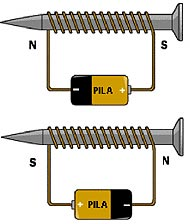 N S
- PILA +
S N
+ PILA -